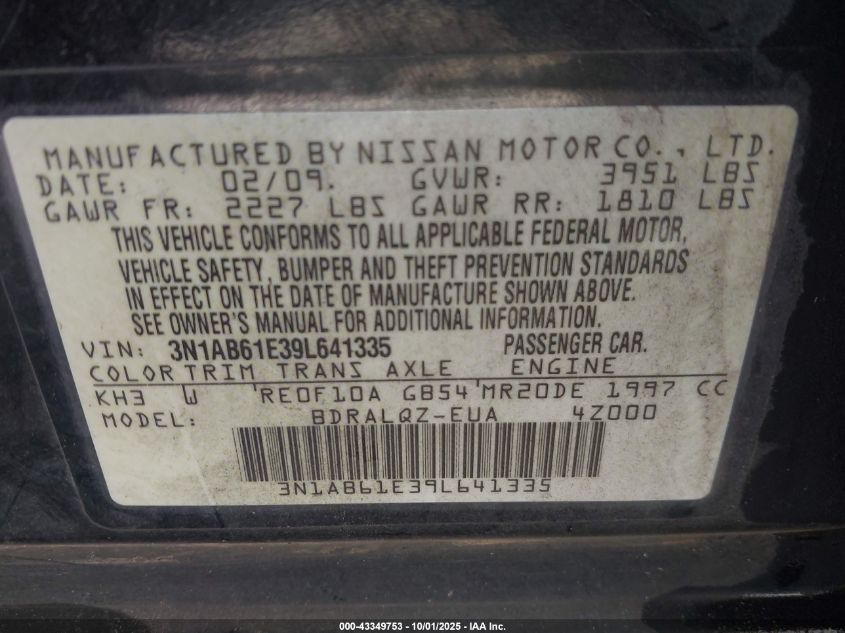 MANUFACTURED BY NISSAN MOTOR CO., LTD.
DATE: 02/09. GVWR: 3951 LBS
GAWR FR: 2227 LBS GAWR RR: 1810 LBS
THIS VEHICLE CONFORMS TO ALL APPLICABLE FEDERAL MOTOR,
VEHICLE SAFETY, BUMPER AND THEFT PREVENTION STANDARDS
IN EFFECT ON THE DATE OF MANUFACTURE SHOWN ABOVE.
SEE OWNER'S MANUAL FOR ADDITIONAL INFORMATION.
VIN: 3N1AB61E39L641335 PASSENGER CAR.
COLOR TRIM TRANS AXLE ENGINE
KH3 W 'RE0F10A GB54'MR20DE 1997 CC
MODEL: BDRALQZ-EUA 4Z000
3N1AB61E39L641335
000-43349753 - 10/01/2025 - IAA Inc.